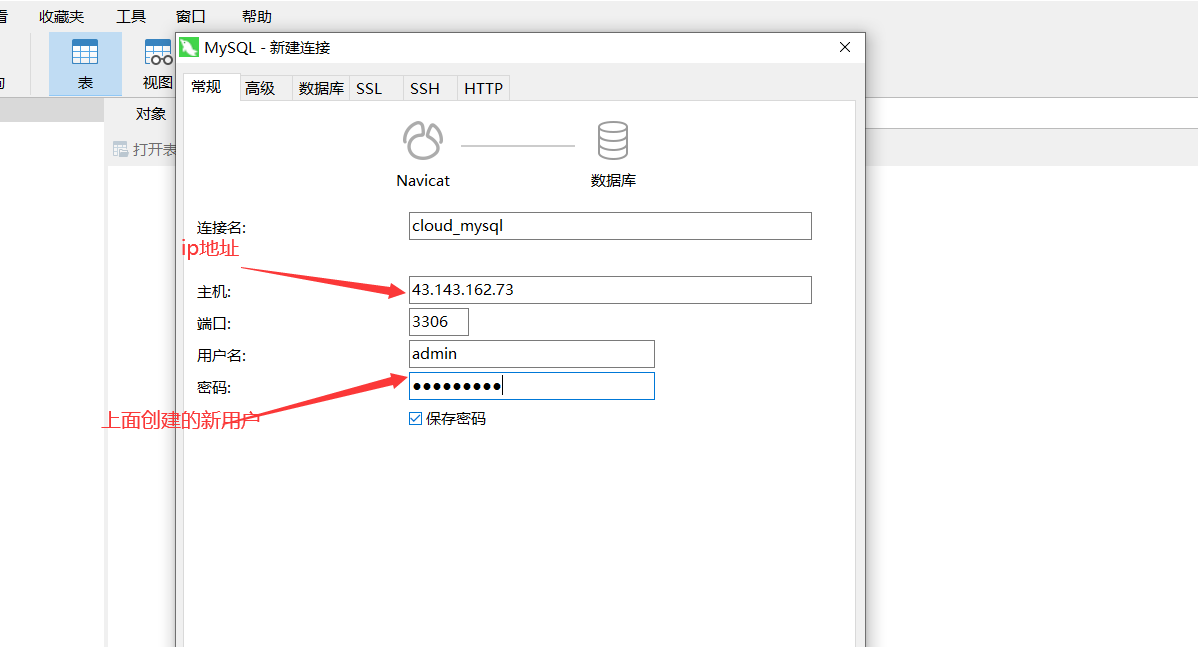 看 收藏夹 工具 窗口 帮助
MySQL - 新建连接
表 视图
常规 高级 数据库 SSL SSH HTTP
对象
打开表
Navicat 数据库
连接名: cloud_mysql
ip地址
主机: 43.143.162.73
端口: 3306
用户名: admin
密码: ●●●●●●●●●
上面创建的新用户
保存密码